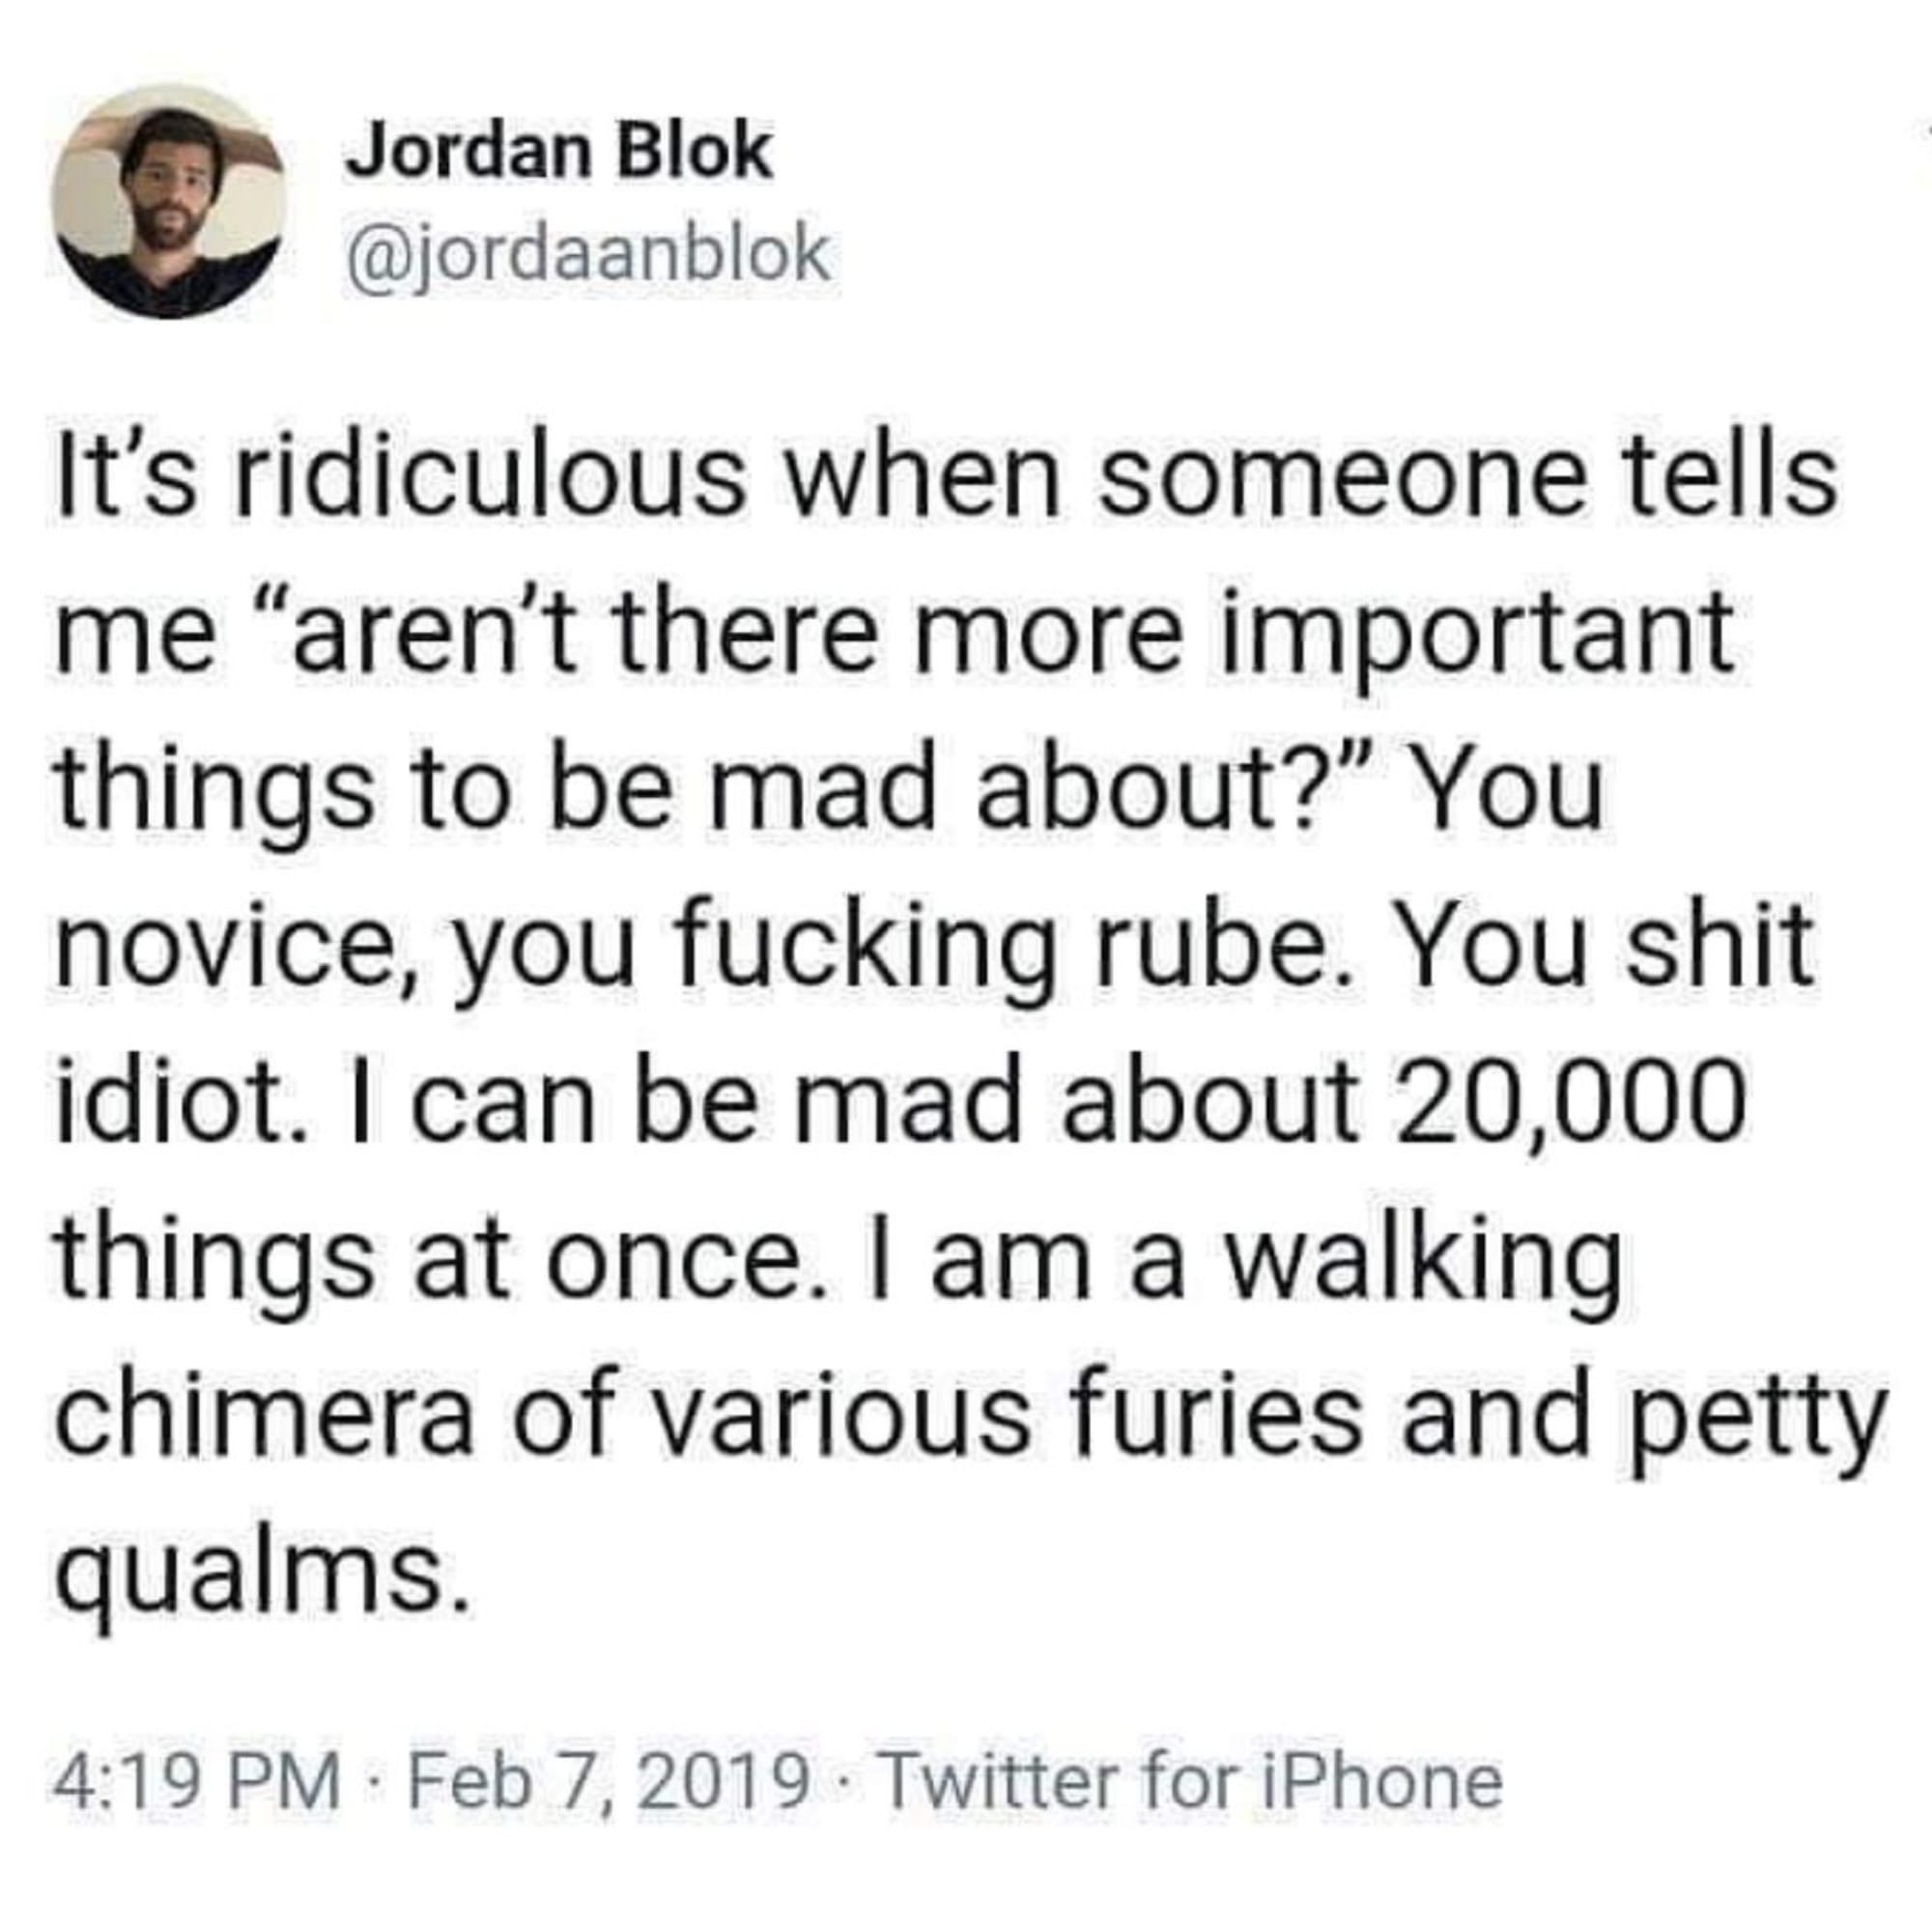 Jordan Blok
@jordaanblok
It’s ridiculous when someone tells
me “aren’t there more important
things to be mad about?” You
novice, you fucking rube. You shit
idiot. I can be mad about 20,000
things at once. I am a walking
chimera of various furies and petty
qualms.
4:19 PM · Feb 7, 2019 · Twitter for iPhone